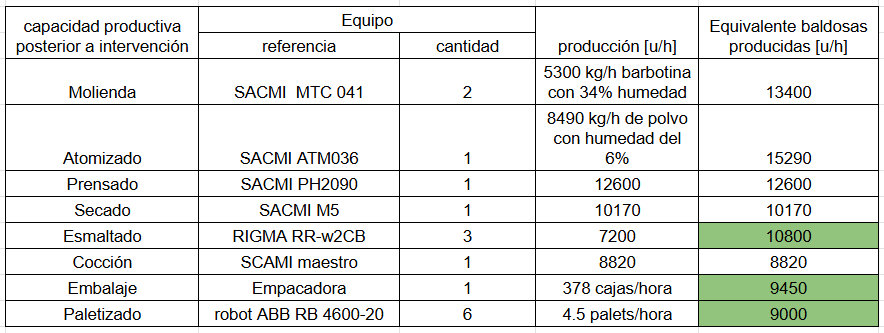 capacidad productiva
posterior a intervención
Equipo
referencia
cantidad
producción [u/h]
Equivalente baldosas
producidas [u/h]
Molienda
SACMI  MTC 041
2
5300 kg/h barbotina
con 34% humedad
13400
Atomizado
SACMI ATM036
1
8490 kg/h de polvo
con humedad del
6%
15290
Prensado
SACMI PH2090
1
12600
12600
Secado
SACMI M5
1
10170
10170
Esmaltado
RIGMA RR-w2CB
3
7200
10800
Cocción
SCAMI maestro
1
8820
8820
Embalaje
Empacadora
1
378 cajas/hora
9450
Paletizado
robot ABB RB 4600-20
6
4.5 palets/hora
9000